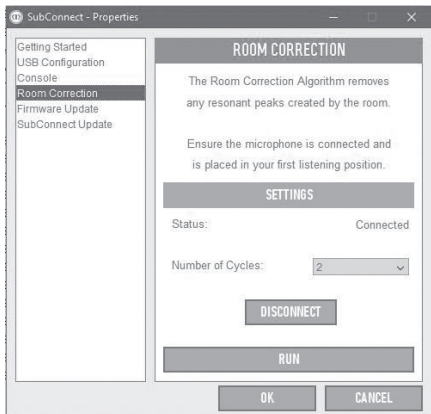 SubConnect - Properties
Getting Started
USB Configuration
Console
Room Correction
Firmware Update
SubConnect Update
ROOM CORRECTION
The Room Correction Algorithm removes
any resonant peaks created by the room.
Ensure the microphone is connected and
is placed in your first listening position.
SETTINGS
Status: Connected
Number of Cycles: 2
DISCONNECT
RUN
OK CANCEL